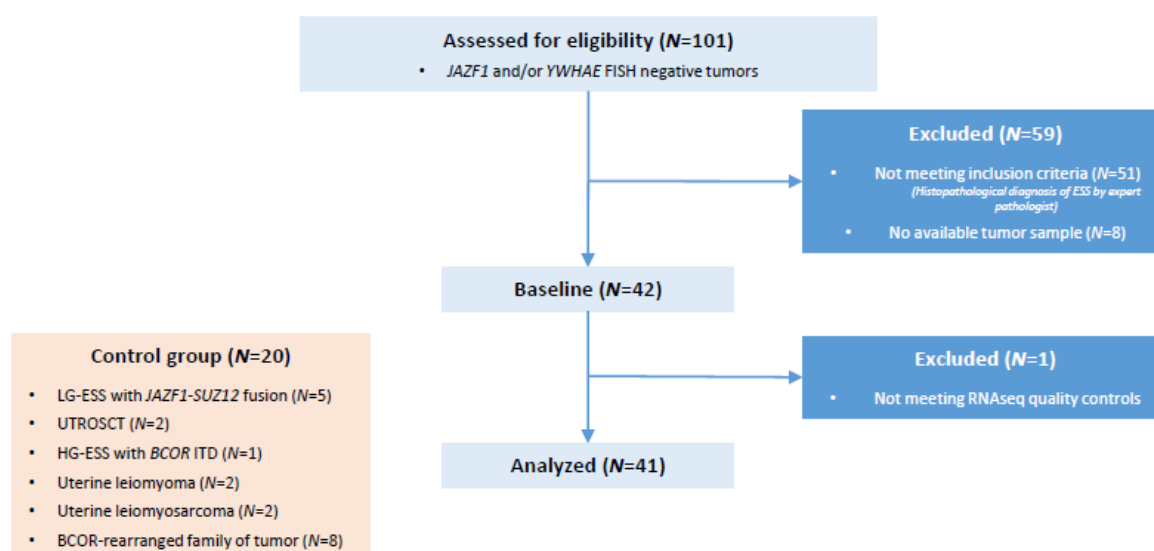 Assessed for eligibility (N=101)
• JAZF1 and/or YWHAE FISH negative tumors
Excluded (N=59)
• Not meeting inclusion criteria (N=51)
(Histopathological diagnosis of ESS by expert
pathologist)
• No available tumor sample (N=8)
Baseline (N=42)
Control group (N=20)
• LG-ESS with JAZF1-SUZ12 fusion (N=5)
• UTROSCT (N=2)
• HG-ESS with BCOR ITD (N=1)
• Uterine leiomyoma (N=2)
• Uterine leiomyosarcoma (N=2)
• BCOR-rearranged family of tumor (N=8)
Excluded (N=1)
• Not meeting RNAseq quality controls
Analyzed (N=41)